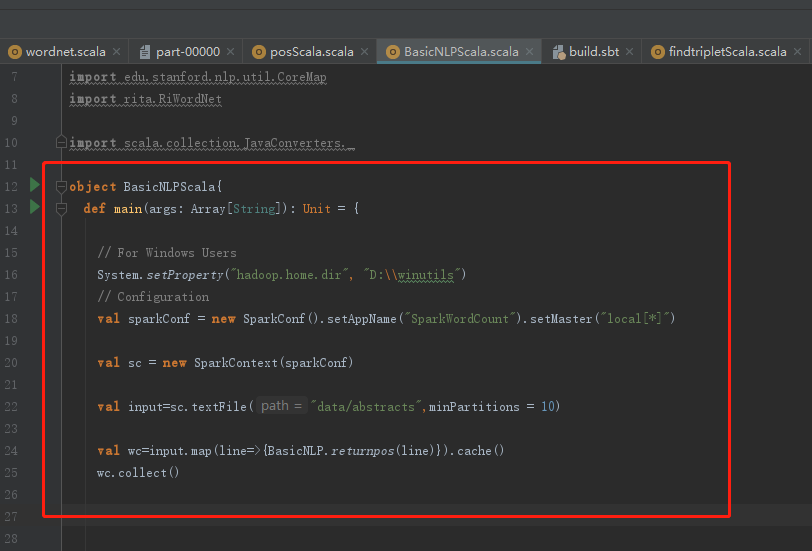 wordnet.scala × part-00000 × posScala.scala × BasicNLPScala.scala × build.sbt × findtripletScala.scala ×
7 import edu.stanford.nlp.util.CoreMap
8 import rita.RiWordNet
9
10 import scala.collection.JavaConverters._
11
12 object BasicNLPScala{
13 def main(args: Array[String]): Unit = {
14
15 // For Windows Users
16 System.setProperty("hadoop.home.dir", "D:\\winutils")
17 // Configuration
18 val sparkConf = new SparkConf().setAppName("SparkWordCount").setMaster("local[*]")
19
20 val sc = new SparkContext(sparkConf)
21
22 val input=sc.textFile( path = "data/abstracts",minPartitions = 10)
23
24 val wc=input.map(line=>{BasicNLP.returnpos(line)}).cache()
25 wc.collect()
26
27
28